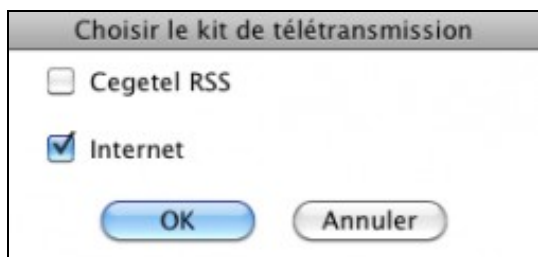 Choisir le kit de télétransmission
Cegetel RSS
Internet
OK Annuler